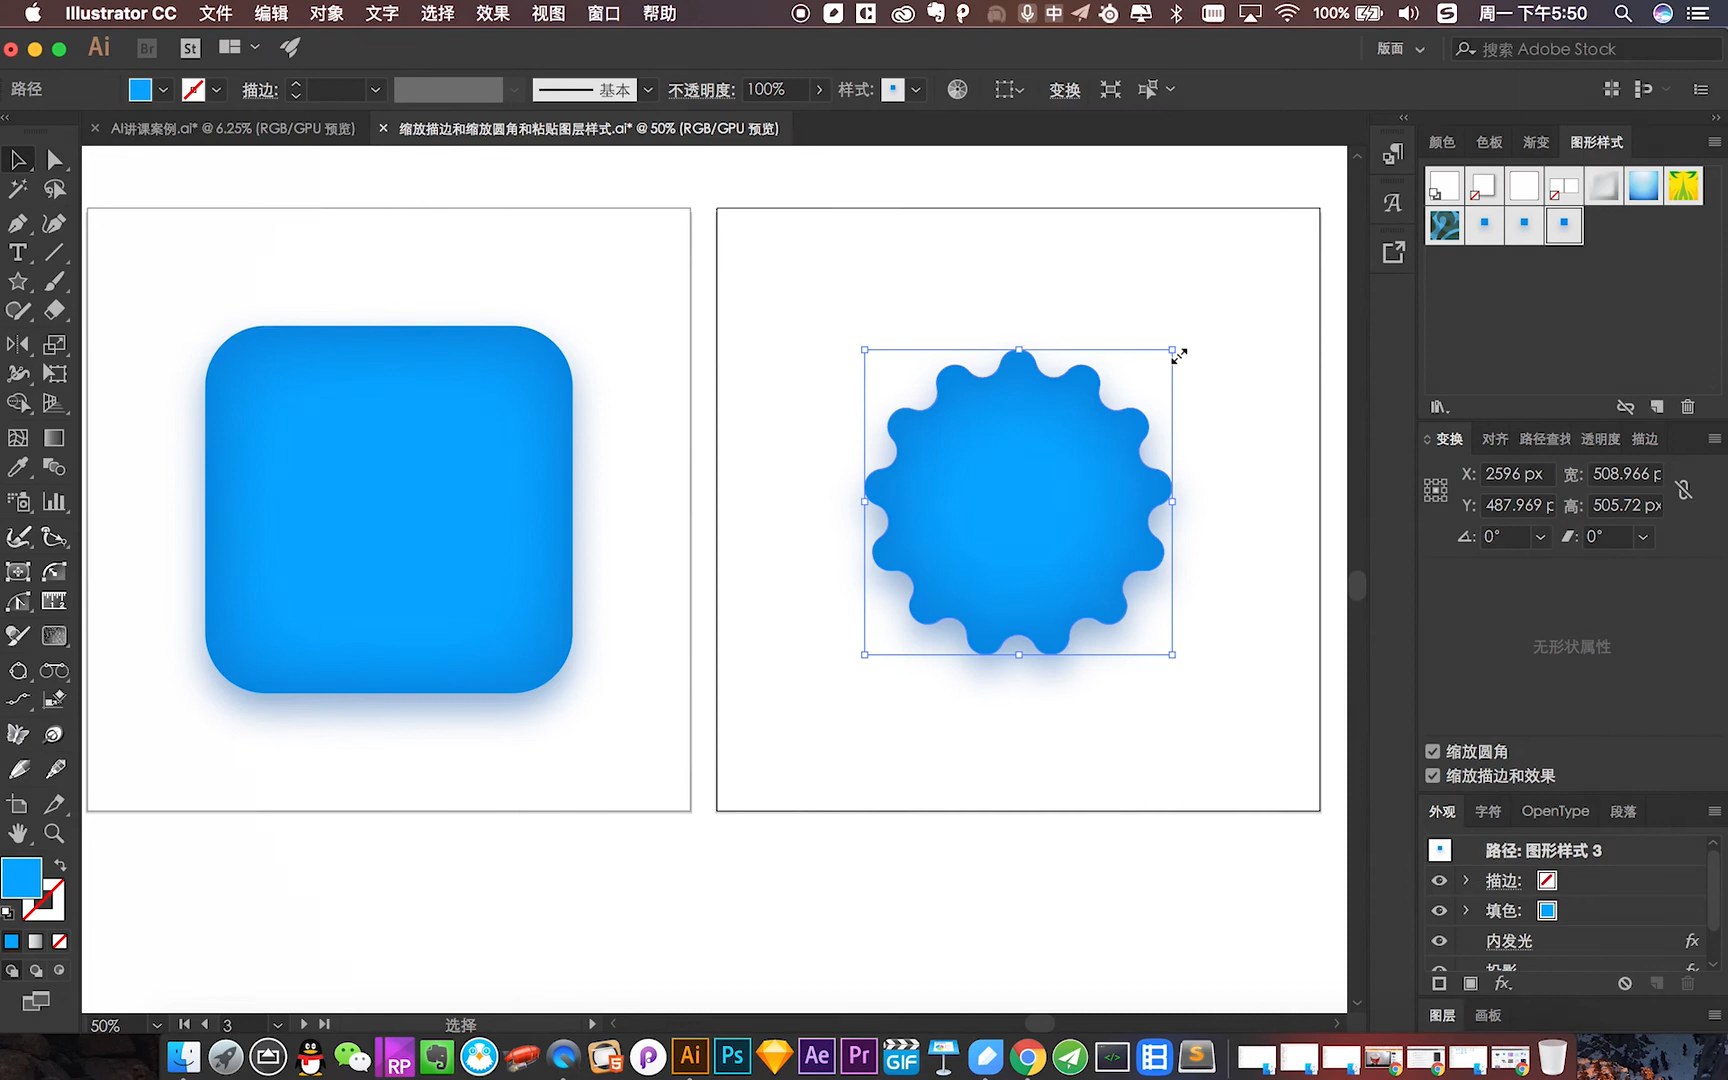 Illustrator CC 文件 编辑 对象 文字 选择 效果 视图 窗口 帮助 中 100% 周一 下午5:50
Ai Br St 版面 搜索 Adobe Stock
路径 描边: 基本 不透明度: 100% 样式: 变换
AI讲课案例.ai* @ 6.25% (RGB/GPU 预览) 缩放描边和缩放圆角和粘贴图层样式.ai* @ 50% (RGB/GPU 预览)
颜色 色板 渐变 图形样式
变换 对齐 路径查找 透明度 描边
X: 2596 px 宽: 508.966 p
Y: 487.969 p 高: 505.72 px
0° 0°
无形状属性
缩放圆角
缩放描边和效果
外观 字符 OpenType 段落
路径: 图形样式 3
描边:
填色:
内发光 fx
投影 fx
fx
图层 画板
50% 3 选择
RP Ai Ps Ae Pr GIF